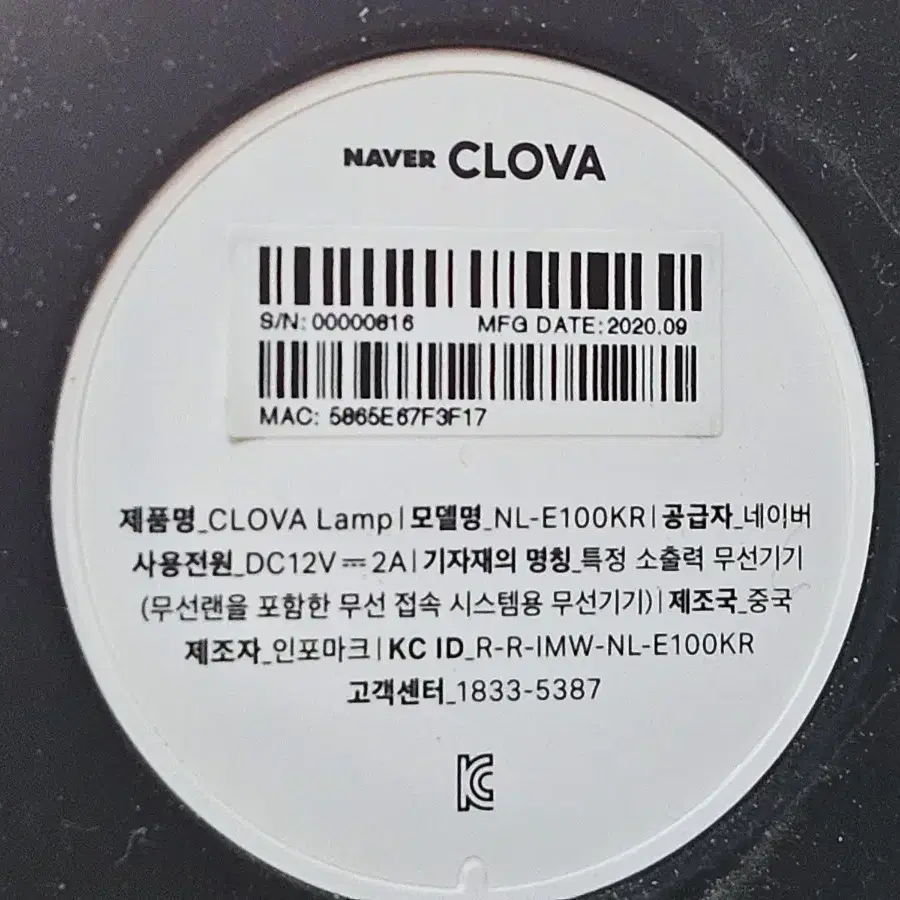 NAVER CLOVA
S/N: 00000816 MFG DATE: 2020.09
MAC: 5865E67F3F17
제품명_CLOVA Lamp | 모델명_NL-E100KR | 공급자_네이버
사용전원_DC12V ⎓ 2A | 기자재의 명칭_특정 소출력 무선기기
(무선랜을 포함한 무선 접속 시스템용 무선기기) | 제조국_중국
제조자_인포마크 | KC ID_R-R-IMW-NL-E100KR
고객센터_1833-5387
KC